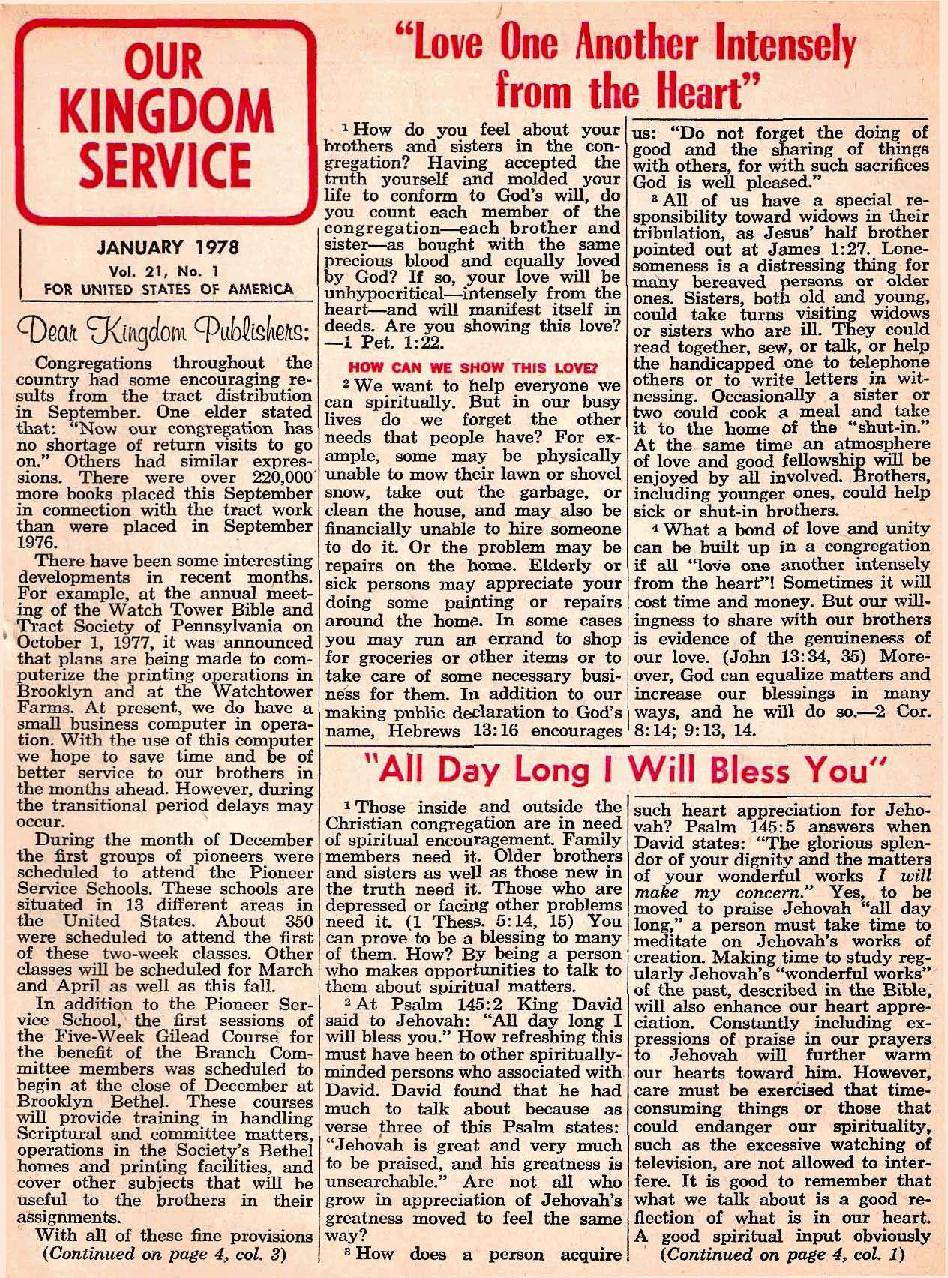 OUR
KINGDOM
SERVICE
JANUARY 1978
Vol. 21, No. 1
FOR UNITED STATES OF AMERICA
Dear Kingdom Publishers:
Congregations throughout the
country had some encouraging re-
sults from the tract distribution
in September. One elder stated
that: "Now our congregation has
no shortage of return visits to go
on." Others had similar expres-
sions. There were over 220,000
more books placed this September
in connection with the tract work
than were placed in September
1976.
There have been some interesting
developments in recent months.
For example, at the annual meet-
ing of the Watch Tower Bible and
Tract Society of Pennsylvania on
October 1, 1977, it was announced
that plans are being made to com-
puterize the printing operations in
Brooklyn and at the Watchtower
Farms. At present, we do have a
small business computer in opera-
tion. With the use of this computer
we hope to save time and be of
better service to our brothers in
the months ahead. However, during
the transitional period delays may
occur.
During the month of December
the first groups of pioneers were
scheduled to attend the Pioneer
Service Schools. These schools are
situated in 13 different areas in
the United States. About 350
were scheduled to attend the first
of these two-week classes. Other
classes will be scheduled for March
and April as well as this fall.
In addition to the Pioneer Ser-
vice School, the first sessions of
the Five-Week Gilead Course for
the benefit of the Branch Com-
mittee members was scheduled to
begin at the close of December at
Brooklyn Bethel. These courses
will provide training in handling
Scriptural and committee matters,
operations in the Society's Bethel
homes and printing facilities, and
cover other subjects that will be
useful to the brothers in their
assignments.
With all of these fine provisions
(Continued on page 4, col. 3)
"Love One Another Intensely
from the Heart"
1 How do you feel about your
brothers and sisters in the con-
gregation? Having accepted the
truth yourself and molded your
life to conform to God's will, do
you count each member of the
congregation—each brother and
sister—as bought with the same
precious blood and equally loved
by God? If so, your love will be
unhypocritical—intensely from the
heart—and will manifest itself in
deeds. Are you showing this love?
—1 Pet. 1:22.
HOW CAN WE SHOW THIS LOVE?
2 We want to help everyone we
can spiritually. But in our busy
lives do we forget the other
needs that people have? For ex-
ample, some may be physically
unable to mow their lawn or shovel
snow, take out the garbage, or
clean the house, and may also be
financially unable to hire someone
to do it. Or the problem may be
repairs on the home. Elderly or
sick persons may appreciate your
doing some painting or repairs
around the home. In some cases
you may run an errand to shop
for groceries or other items or to
take care of some necessary busi-
ness for them. In addition to our
making public declaration to God's
name, Hebrews 13:16 encourages
us: "Do not forget the doing of
good and the sharing of things
with others, for with such sacrifices
God is well pleased."
3 All of us have a special re-
sponsibility toward widows in their
tribulation, as Jesus' half brother
pointed out at James 1:27. Lone-
someness is a distressing thing for
many bereaved persons or older
ones. Sisters, both old and young,
could take turns visiting widows
or sisters who are ill. They could
read together, sew, or talk, or help
the handicapped one to telephone
others or to write letters in wit-
nessing. Occasionally a sister or
two could cook a meal and take
it to the home of the "shut-in."
At the same time an atmosphere
of love and good fellowship will be
enjoyed by all involved. Brothers,
including younger ones, could help
sick or shut-in brothers.
4 What a bond of love and unity
can be built up in a congregation
if all "love one another intensely
from the heart"! Sometimes it will
cost time and money. But our will-
ingness to share with our brothers
is evidence of the genuineness of
our love. (John 13:34, 35) More-
over, God can equalize matters and
increase our blessings in many
ways, and he will do so.—2 Cor.
8:14; 9:13, 14.
"All Day Long I Will Bless You"
1 Those inside and outside the
Christian congregation are in need
of spiritual encouragement. Family
members need it. Older brothers
and sisters as well as those new in
the truth need it. Those who are
depressed or facing other problems
need it. (1 Thess. 5:14, 15) You
can prove to be a blessing to many
of them. How? By being a person
who makes opportunities to talk to
them about spiritual matters.
2 At Psalm 145:2 King David
said to Jehovah: "All day long I
will bless you." How refreshing this
must have been to other spiritually-
minded persons who associated with
David. David found that he had
much to talk about because as
verse three of this Psalm states:
"Jehovah is great and very much
to be praised, and his greatness is
unsearchable." Are not all who
grow in appreciation of Jehovah's
greatness moved to feel the same
way?
3 How does a person acquire
such heart appreciation for Jeho-
vah? Psalm 145:5 answers when
David states: "The glorious splen-
dor of your dignity and the matters
of your wonderful works I will
make my concern." Yes, to be
moved to praise Jehovah "all day
long," a person must take time to
meditate on Jehovah's works of
creation. Making time to study reg-
ularly Jehovah's "wonderful works"
of the past, described in the Bible,
will also enhance our heart appre-
ciation. Constantly including ex-
pressions of praise in our prayers
to Jehovah will further warm
our hearts toward him. However,
care must be exercised that time-
consuming things or those that
could endanger our spirituality,
such as the excessive watching of
television, are not allowed to inter-
fere. It is good to remember that
what we talk about is a good re-
flection of what is in our heart.
A good spiritual input obviously
(Continued on page 4, col. 1)